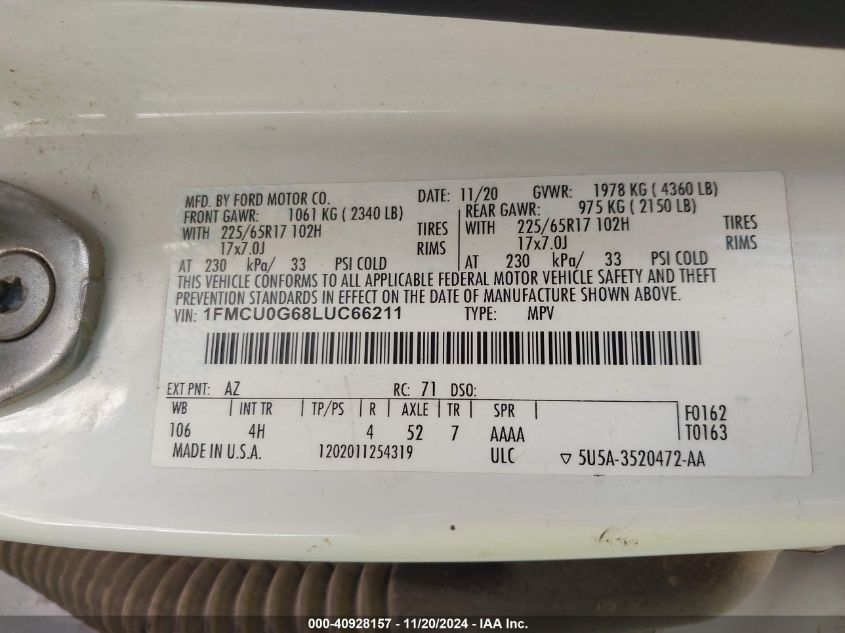 MFD. BY FORD MOTOR CO. DATE: 11/20 GVWR: 1978 KG ( 4360 LB)
FRONT GAWR: 1061 KG ( 2340 LB) REAR GAWR: 975 KG ( 2150 LB)
WITH 225/65R17 102H TIRES WITH 225/65R17 102H TIRES
17x7.0J RIMS 17x7.0J RIMS
AT 230 kPa/ 33 PSI COLD AT 230 kPa/ 33 PSI COLD
THIS VEHICLE CONFORMS TO ALL APPLICABLE FEDERAL MOTOR VEHICLE SAFETY AND THEFT
PREVENTION STANDARDS IN EFFECT ON THE DATE OF MANUFACTURE SHOWN ABOVE.
VIN: 1FMCU0G68LUC66211 TYPE: MPV
EXT PNT: AZ RC: 71 DSO:
WB INT TR TP/PS R AXLE TR SPR F0162
106 4H 4 52 7 AAAA T0163
MADE IN U.S.A. 1202011254319 ULC ▽ 5U5A-3520472-AA
000-40928157 - 11/20/2024 - IAA Inc.